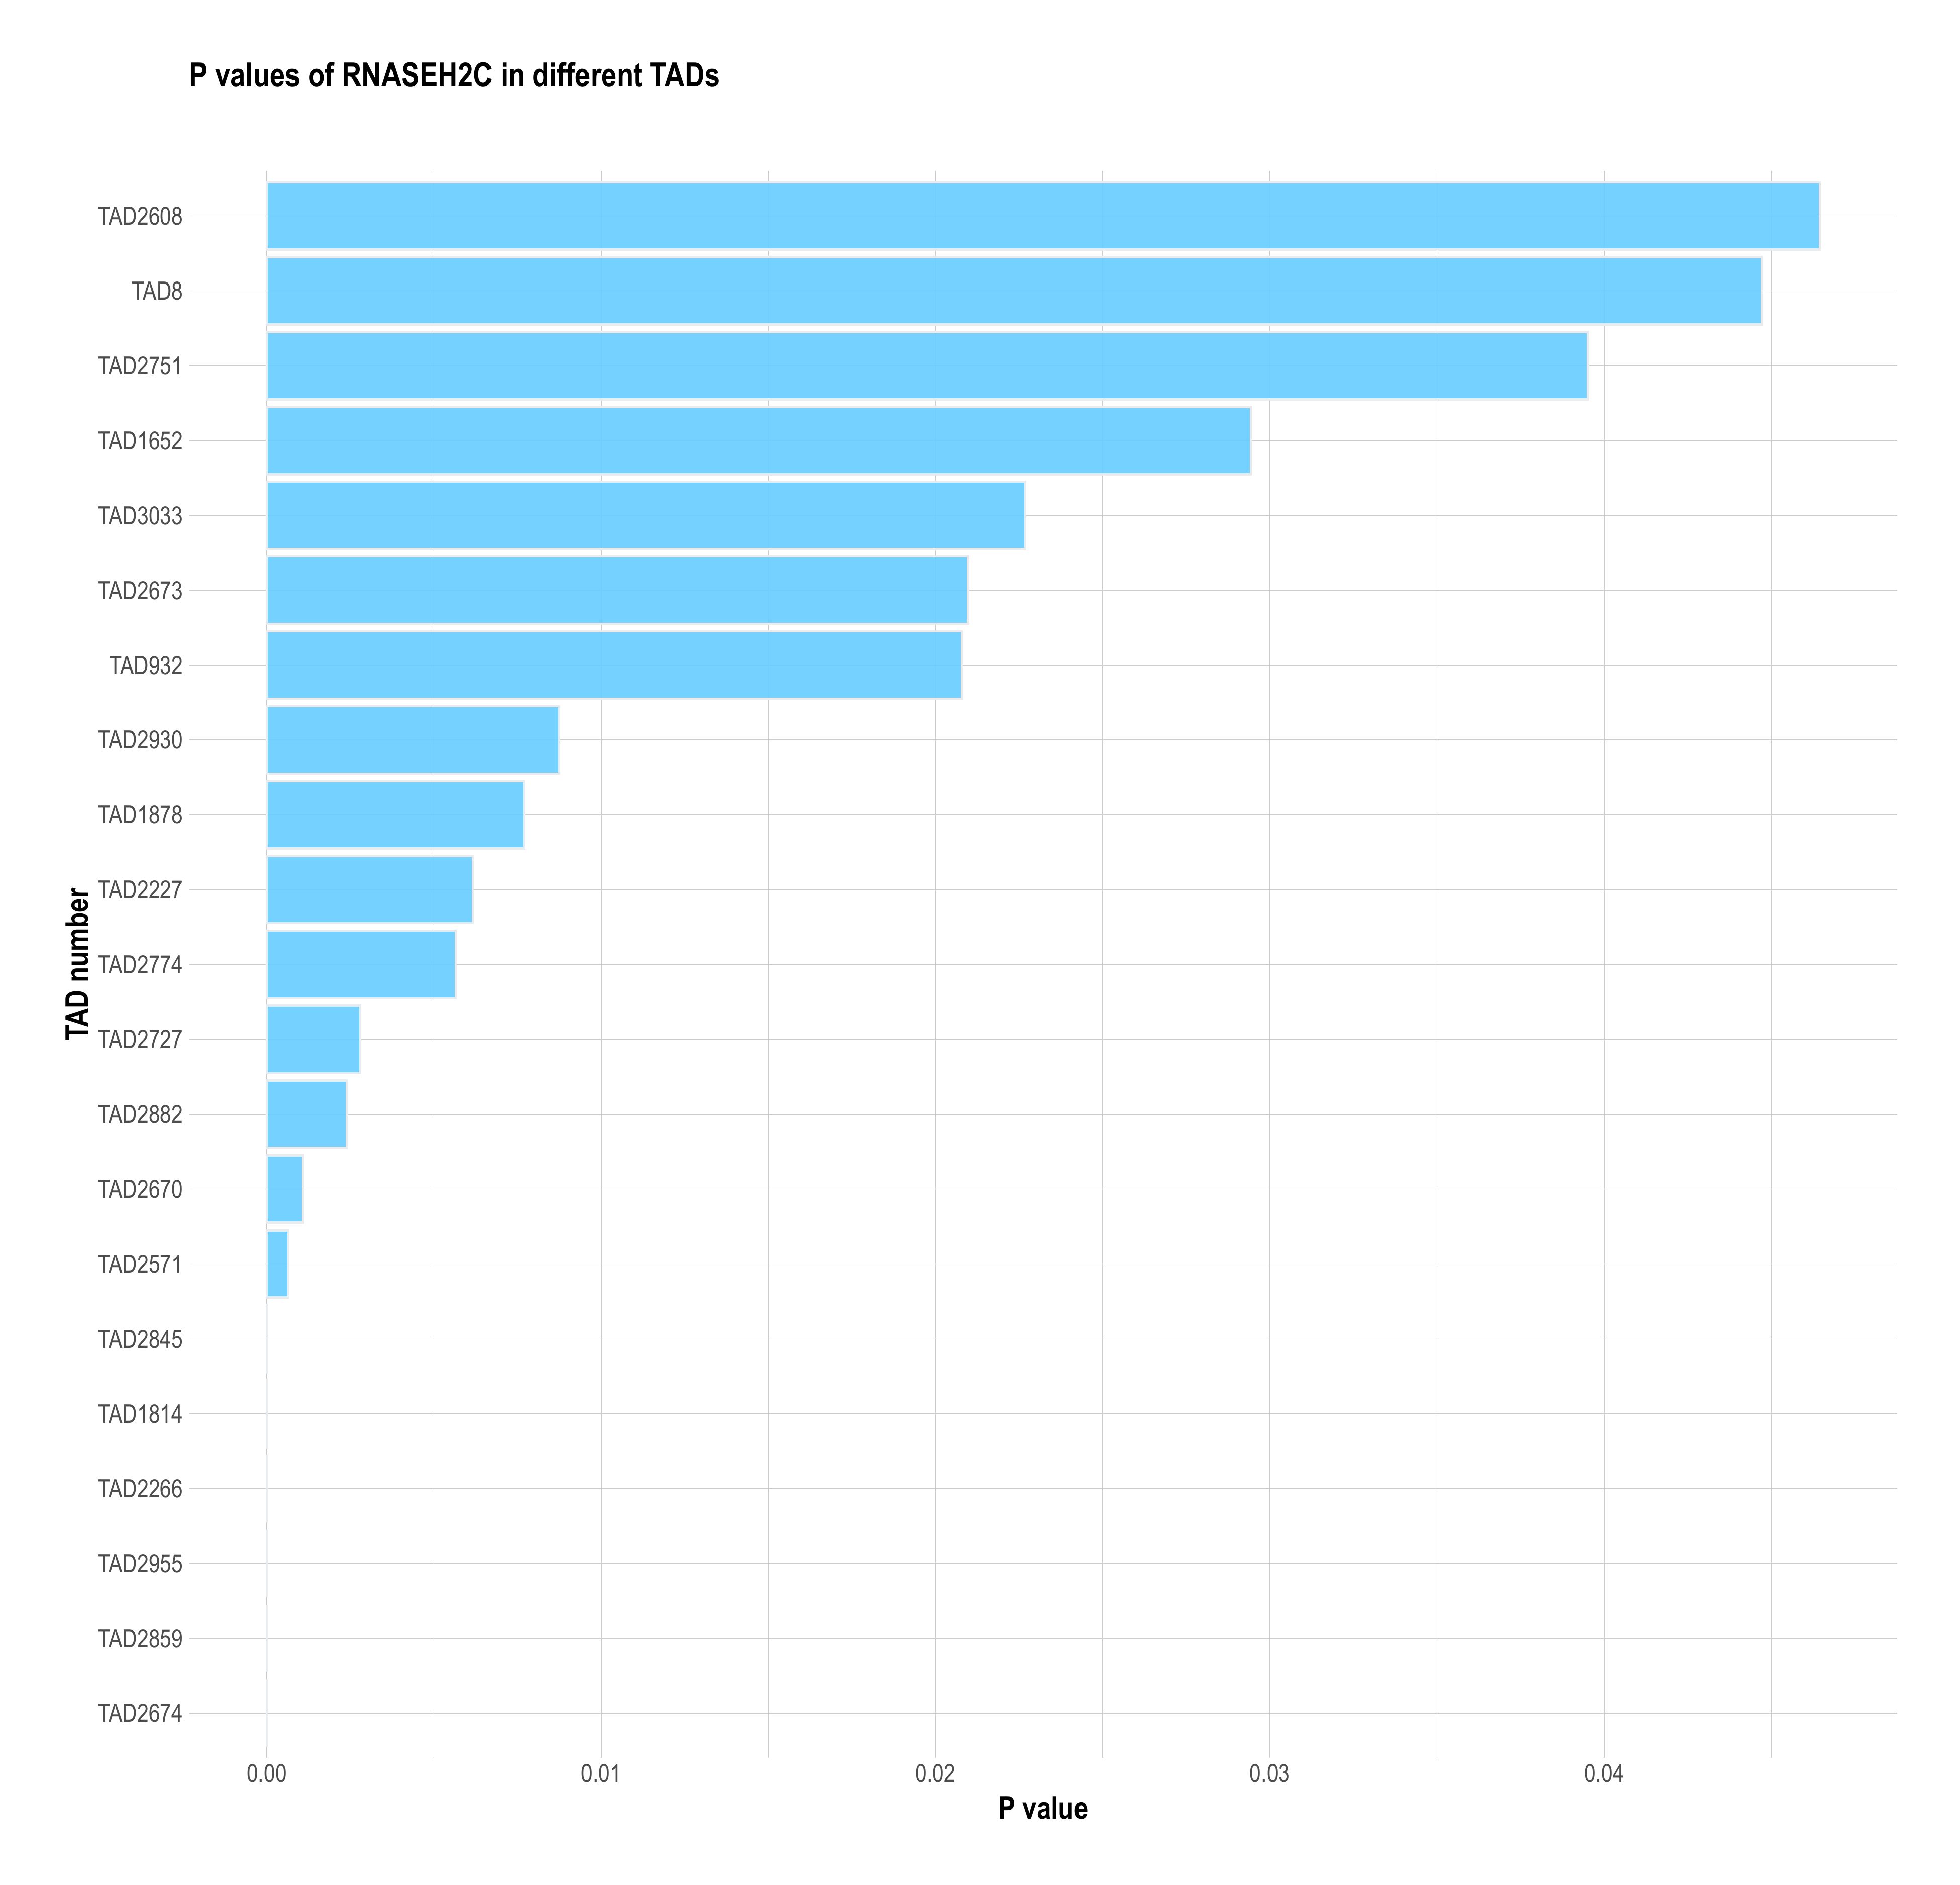 P values of RNASEH2C in different TADs
TAD2608
TAD8
TAD2751
TAD1652
TAD3033
TAD2673
TAD932
TAD2930
TAD1878
TAD2227
TAD2774
TAD2727
TAD2882
TAD2670
TAD2571
TAD2845
TAD1814
TAD2266
TAD2955
TAD2859
TAD2674
TAD number
0.00 0.01 0.02 0.03 0.04
P value